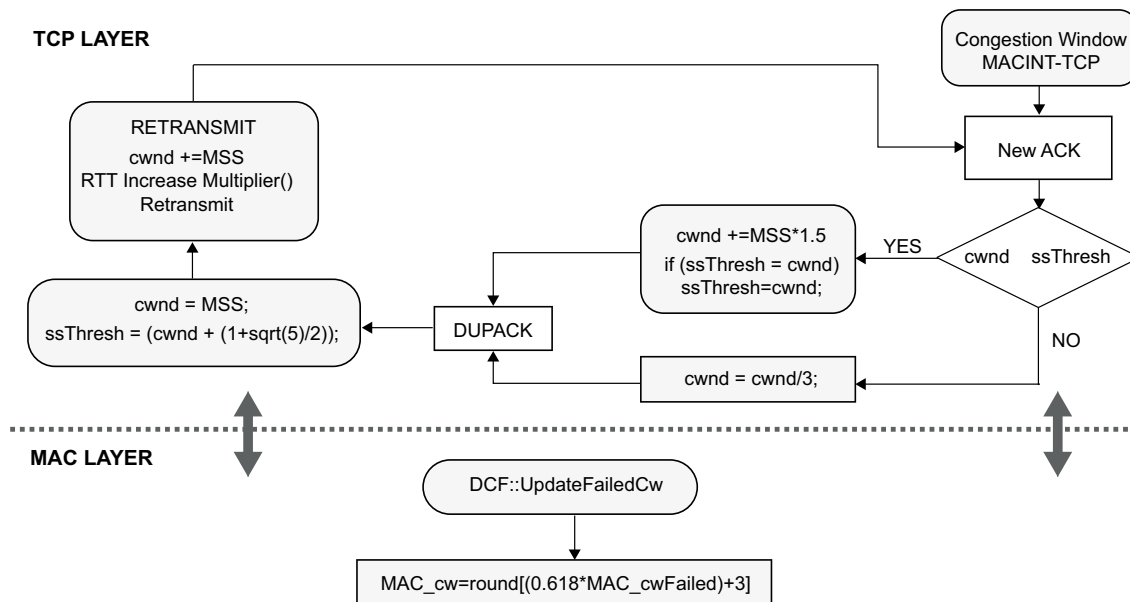 TCP LAYER
Congestion Window
MACINT-TCP
New ACK
cwnd ssThresh
YES
NO
cwnd +=MSS*1.5
if (ssThresh = cwnd)
ssThresh=cwnd;
cwnd = cwnd/3;
DUPACK
cwnd = MSS;
ssThresh = (cwnd + (1+sqrt(5)/2));
RETRANSMIT
cwnd +=MSS
RTT Increase Multiplier()
Retransmit
MAC LAYER
DCF::UpdateFailedCw
MAC_cw=round[(0.618*MAC_cwFailed)+3]